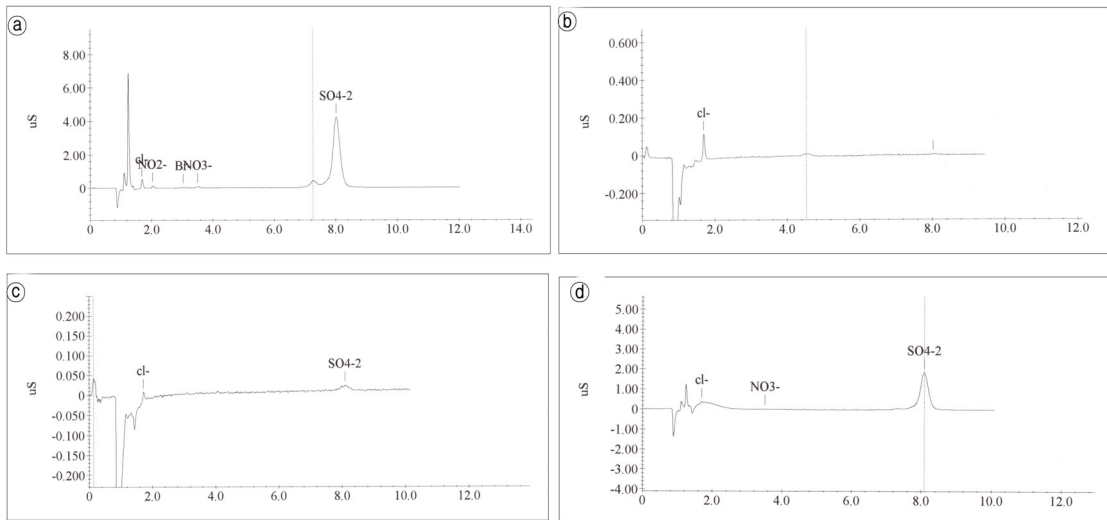 ⓐ
8.00
6.00
4.00
2.00
0
uS
cl-
NO2-
Br-
NO3-
SO4-2
0 2.0 4.0 6.0 8.0 10.0 12.0 14.0
ⓑ
0.600
0.400
0.200
0
-0.200
uS
cl-
0 2.0 4.0 6.0 8.0 10.0 12.0
ⓒ
0.200
0.150
0.100
0.050
0
-0.050
-0.100
-0.150
-0.200
uS
cl-
SO4-2
0 2.0 4.0 6.0 8.0 10.0 12.0
ⓓ
5.00
4.00
3.00
2.00
1.00
0
-1.00
-2.00
-3.00
-4.00
uS
cl-
NO3-
SO4-2
0 2.0 4.0 6.0 8.0 10.0 12.0